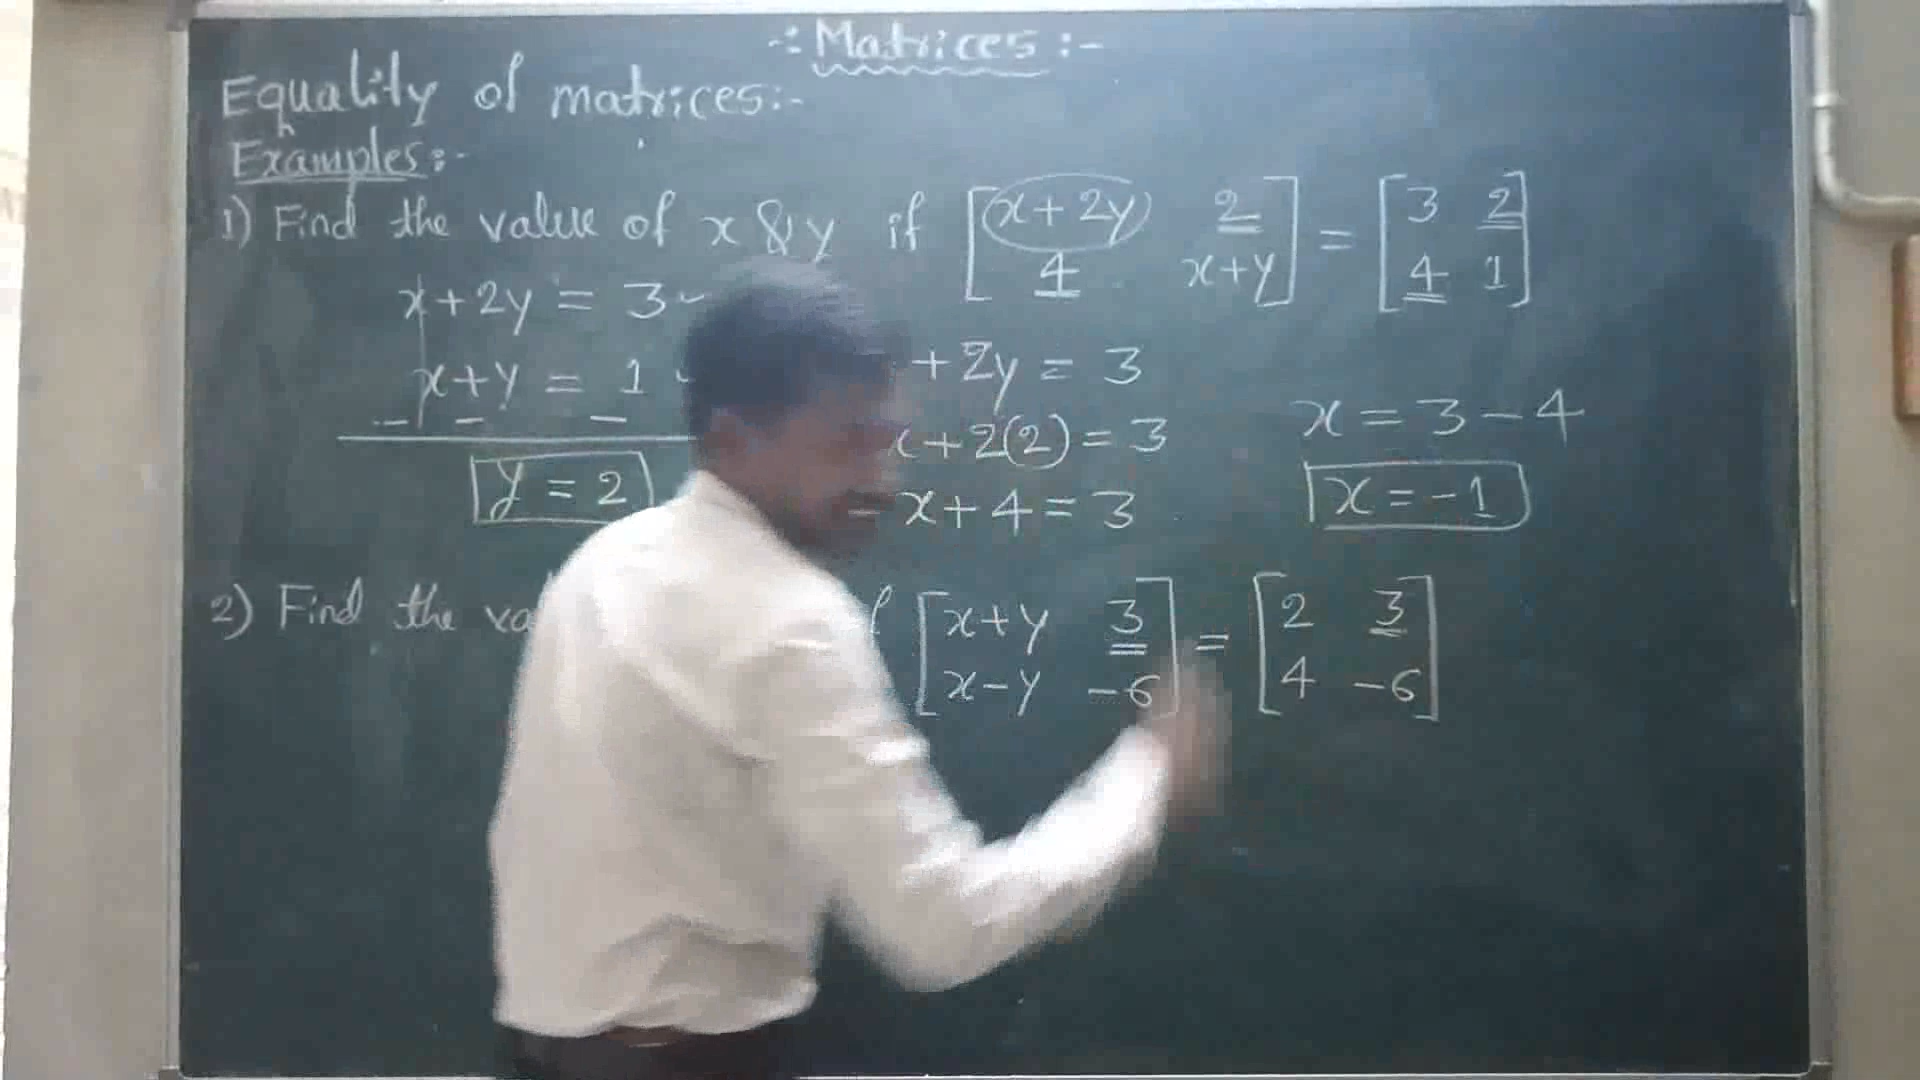 -: Matrices :-
Equality of matrices:-
Examples:-
1) Find the value of x & y if [x+2y 2] = [3 2]
[4 x+y] [4 1]
x+2y = 3
x+y = 1
- - -
y = 2
+ 2y = 3
x+2(2) = 3
x+4 = 3
x = 3-4
x = -1
2) Find the [x+y 3] = [2 3]
[x-y -6] [4 -6]